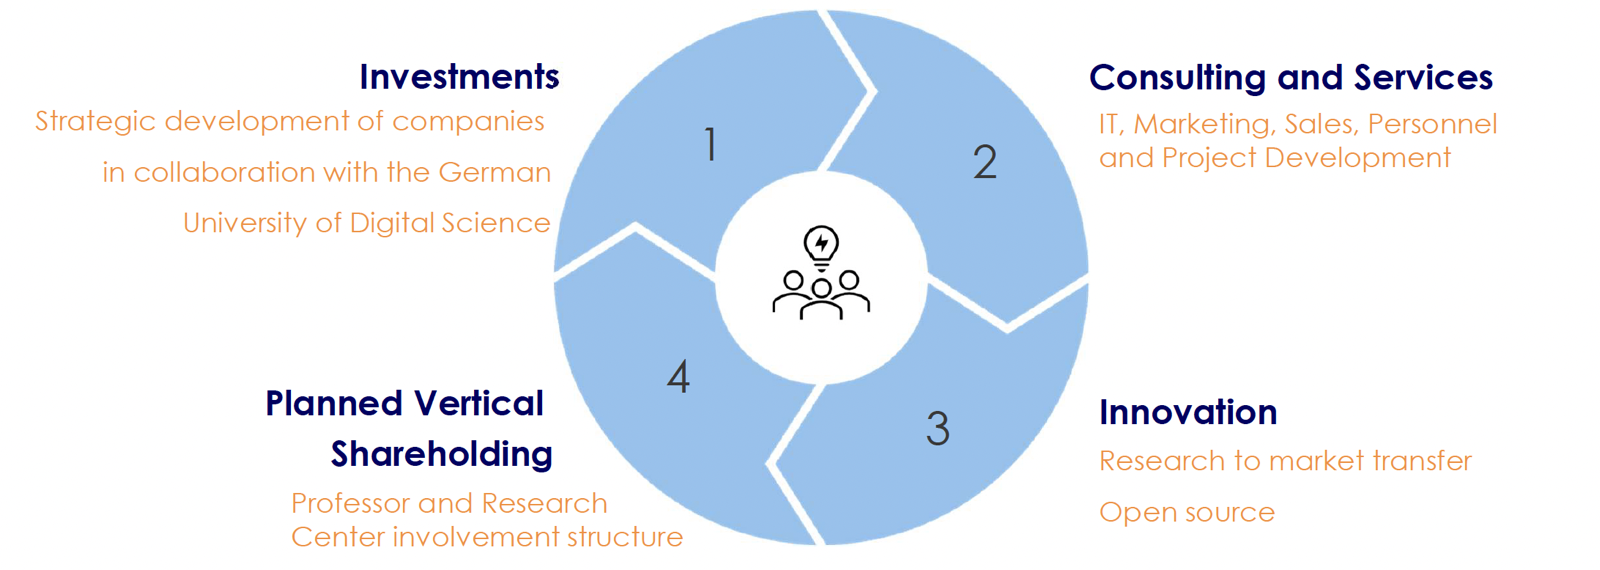 Investments
Strategic development of companies
in collaboration with the German
University of Digital Science
1
Consulting and Services
IT, Marketing, Sales, Personnel
and Project Development
2
Innovation
Research to market transfer
Open source
3
Planned Vertical
Shareholding
Professor and Research
Center involvement structure
4